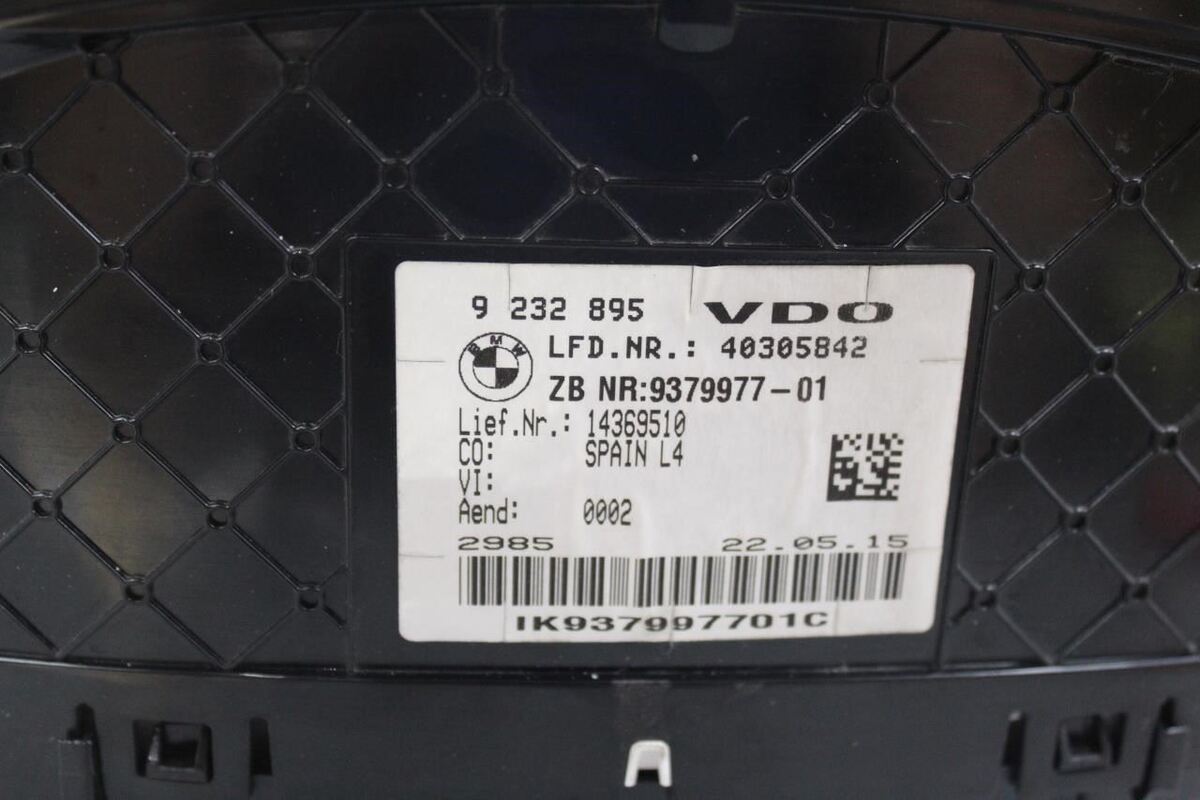 9 232 895 VDO
BMW
LFD.NR.: 40305842
ZB NR:9379977-01
Lief.Nr.: 14369510
CO: SPAIN L4
VI:
Aend: 0002
2985 22.05.15
IK937997701C